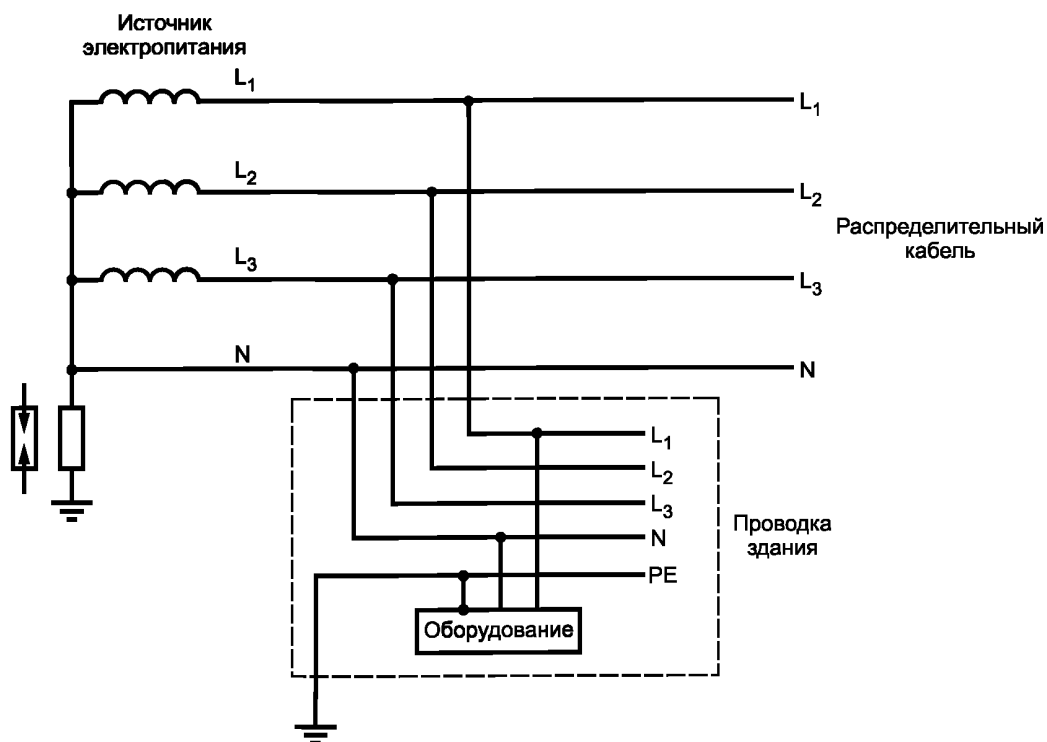 Источник
электропитания
L1
L1
L2
L2
Распределительный
кабель
L3
L3
N
N
L1
L2
L3
N
Проводка
здания
PE
Оборудование